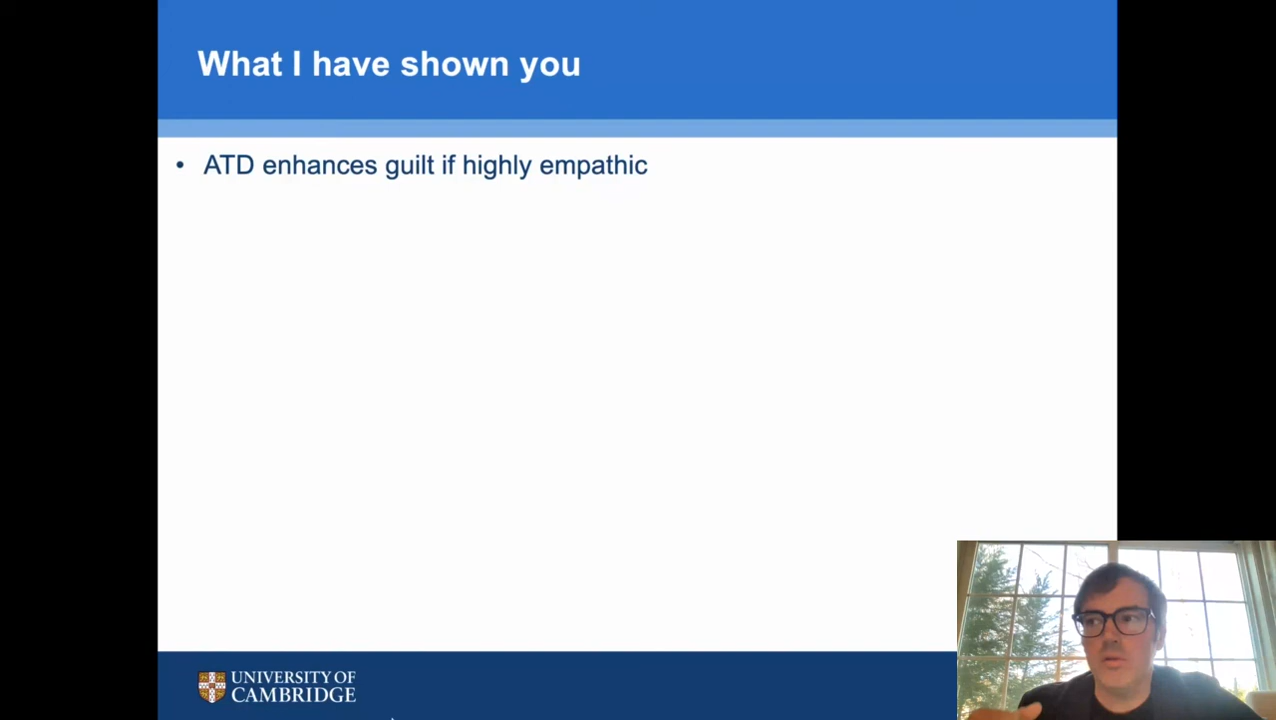 What I have shown you
• ATD enhances guilt if highly empathic
UNIVERSITY OF
CAMBRIDGE